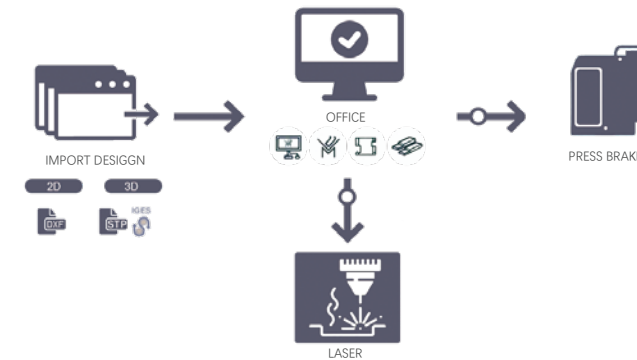 OFFICE
IMPORT DESIGGN
PRESS BRAK
2D 3D
DXF STP IGES
LASER